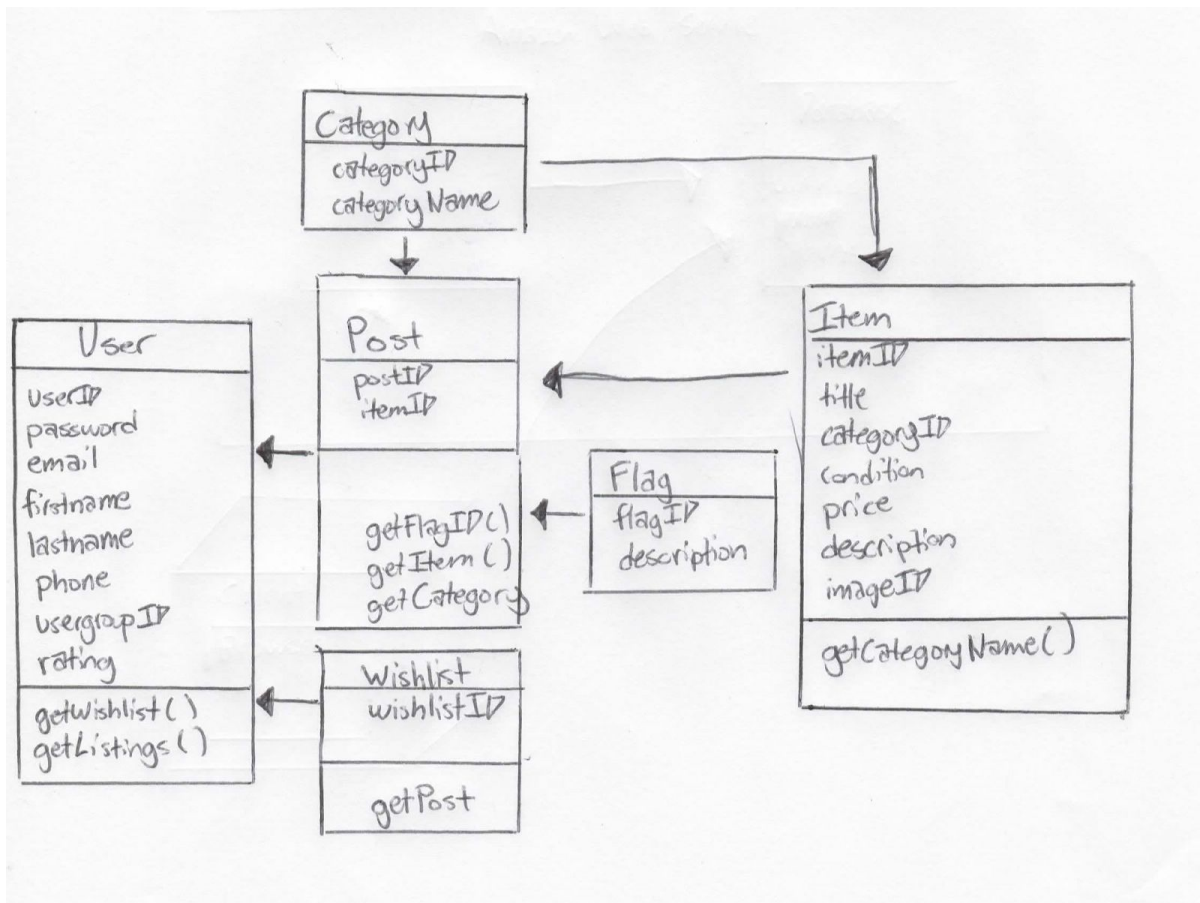 Category
categoryID
categoryName
Post
postID
itemID
getFlagID()
getItem()
getCategory
User
userID
password
email
firstname
lastname
phone
usergroupID
rating
getWishlist()
getListings()
Wishlist
wishlistID
getPost
Flag
flagID
description
Item
itemID
title
categoryID
condition
price
description
imageID
getCategoryName()